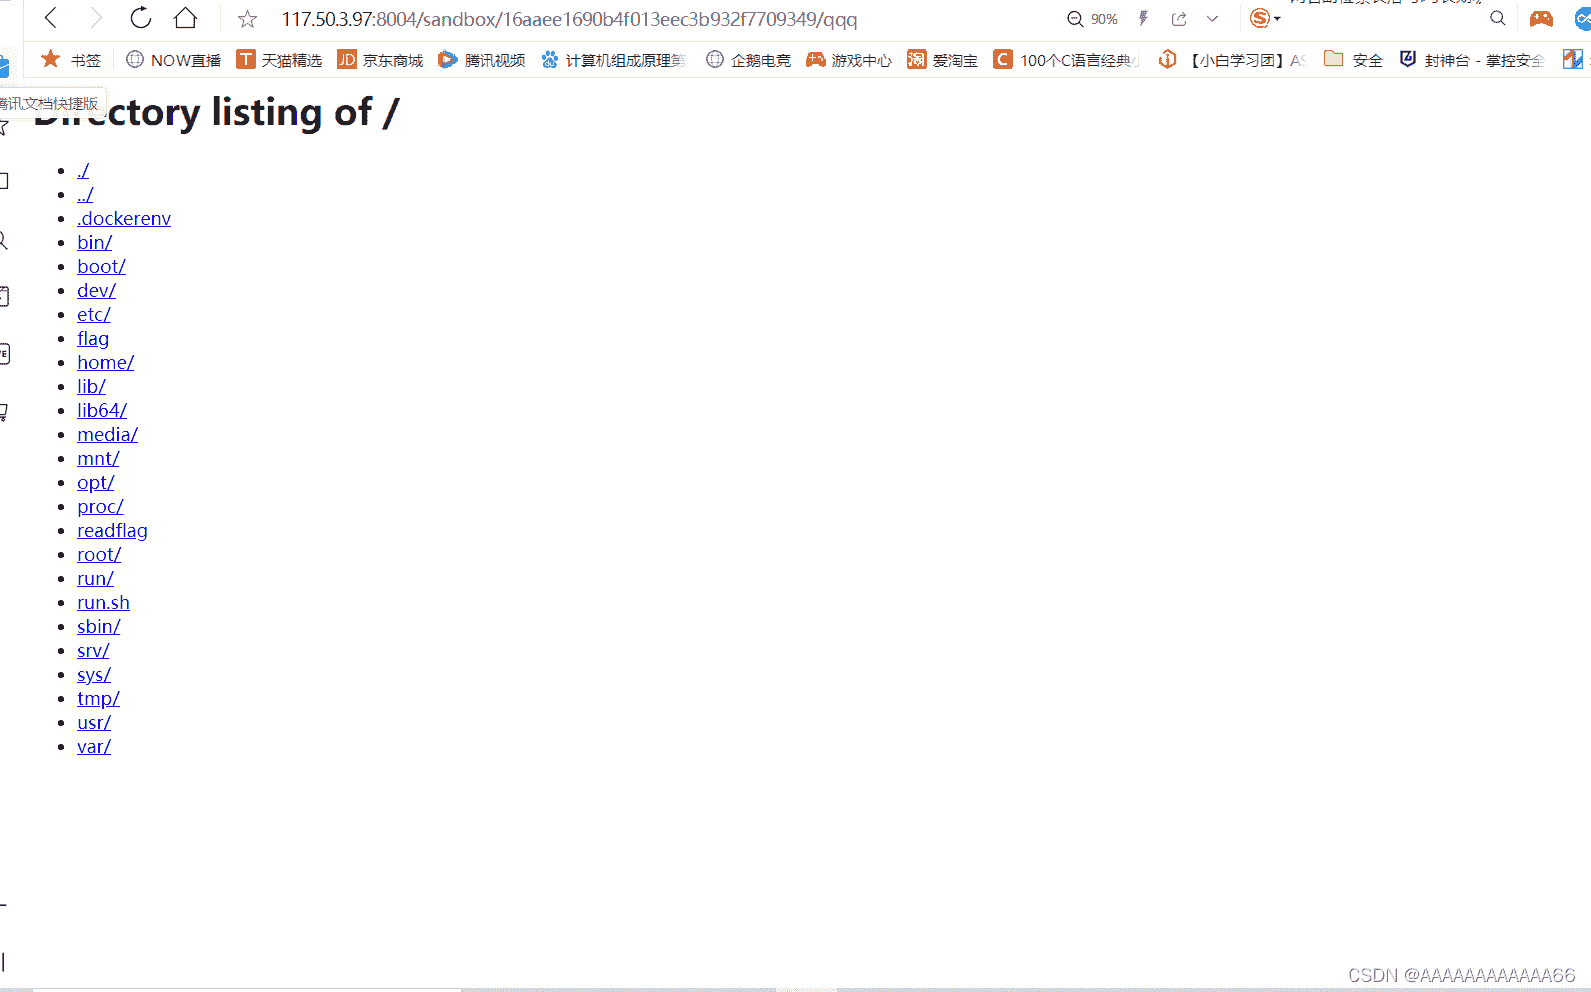 117.50.3.97:8004/sandbox/16aaee1690b4f013eec3b932f7709349/qqq 90%
书签 NOW直播 天猫精选 京东商城 腾讯视频 计算机组成原理第 企鹅电竞 游戏中心 爱淘宝 100个C语言经典 【小白学习团】AS 安全 封神台 - 掌控安全
腾讯文档快捷版
Directory listing of /
./
../
.dockerenv
bin/
boot/
dev/
etc/
flag
home/
lib/
lib64/
media/
mnt/
opt/
proc/
readflag
root/
run/
run.sh
sbin/
srv/
sys/
tmp/
usr/
var/
CSDN @AAAAAAAAAAAA66